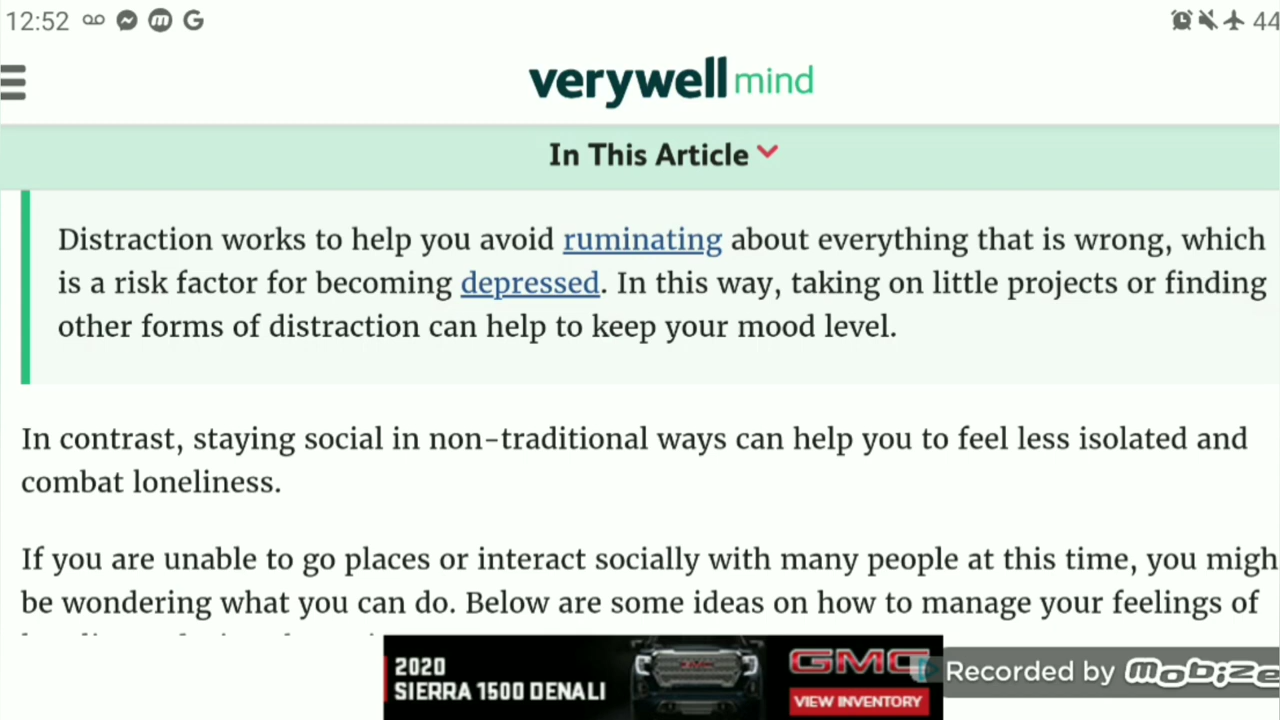 12:52
44
verywell mind
In This Article
Distraction works to help you avoid ruminating about everything that is wrong, which
is a risk factor for becoming depressed. In this way, taking on little projects or finding
other forms of distraction can help to keep your mood level.
In contrast, staying social in non-traditional ways can help you to feel less isolated and
combat loneliness.
If you are unable to go places or interact socially with many people at this time, you migh
be wondering what you can do. Below are some ideas on how to manage your feelings of
2020
SIERRA 1500 DENALI
GMC
VIEW INVENTORY
Recorded by mobize